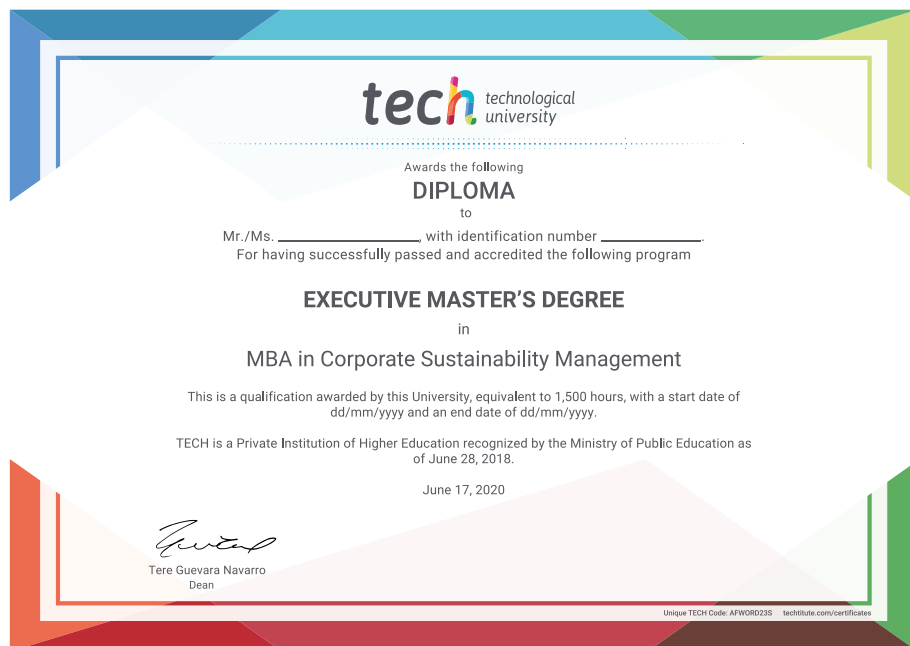 tech technological
university
Awards the following
DIPLOMA
to
Mr./Ms. ____________________, with identification number ______________.
For having successfully passed and accredited the following program
EXECUTIVE MASTER'S DEGREE
in
MBA in Corporate Sustainability Management
This is a qualification awarded by this University, equivalent to 1,500 hours, with a start date of
dd/mm/yyyy and an end date of dd/mm/yyyy.
TECH is a Private Institution of Higher Education recognized by the Ministry of Public Education as
of June 28, 2018.
June 17, 2020
Tere Guevara Navarro
Dean
Unique TECH Code: AFWORD23S techtitute.com/certificates